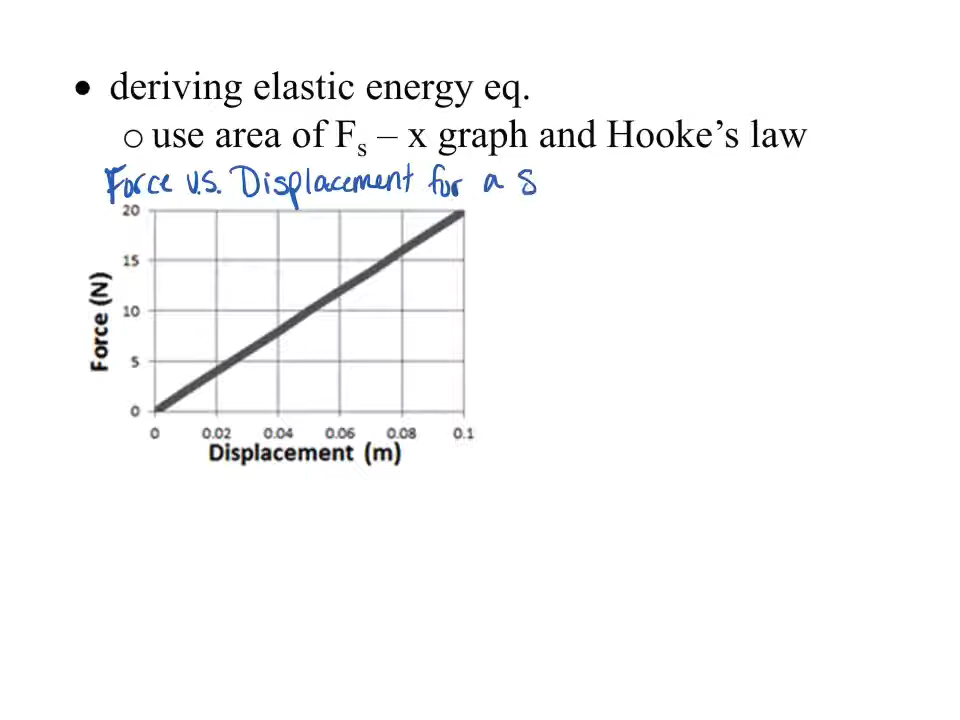 • deriving elastic energy eq.
o use area of Fs – x graph and Hooke’s law
Force v.s. Displacement for a s
20
15
10
5
0
Force (N)
0 0.02 0.04 0.06 0.08 0.1
Displacement (m)